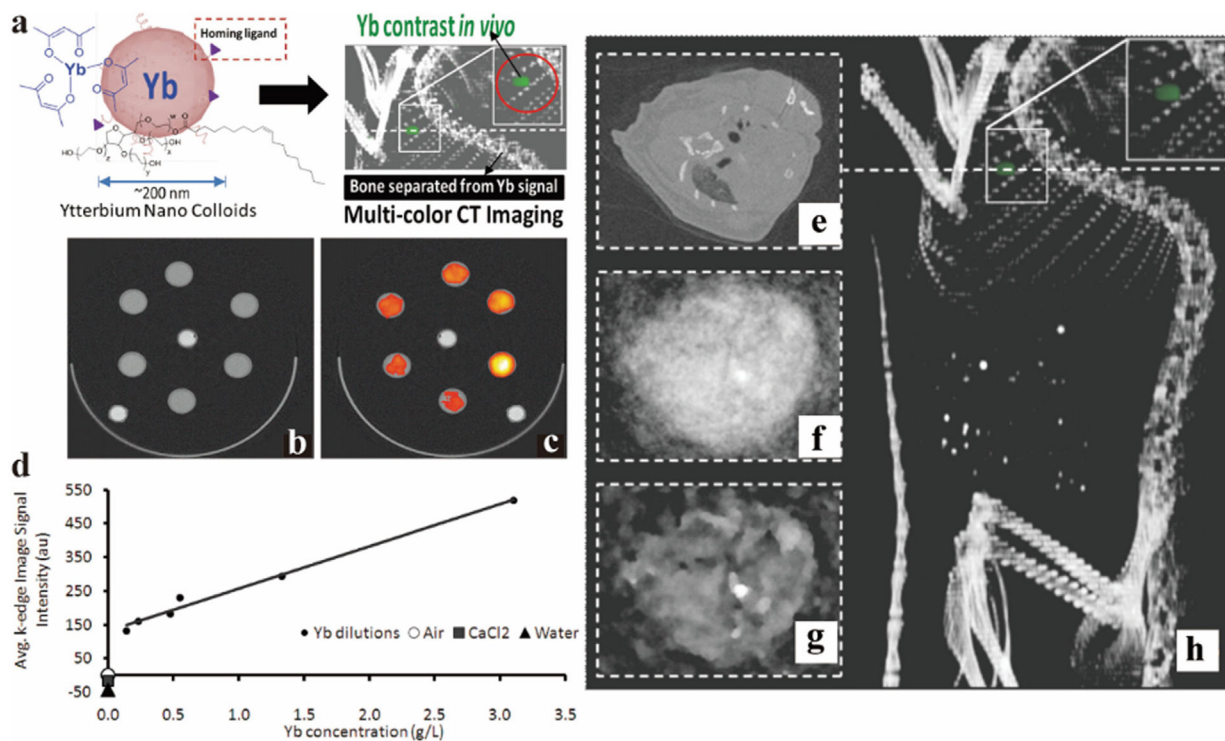 a
Homing ligand
Yb
Yb
~200 nm
Ytterbium Nano Colloids
Yb contrast in vivo
Bone separated from Yb signal
Multi-color CT Imaging
b
c
d
Avg. k-edge Image Signal
Intensity (au)
550
450
350
250
150
50
-50
Yb dilutions
Air
CaCl2
Water
0.0 0.5 1.0 1.5 2.0 2.5 3.0 3.5
Yb concentration (g/L)
e
f
g
h